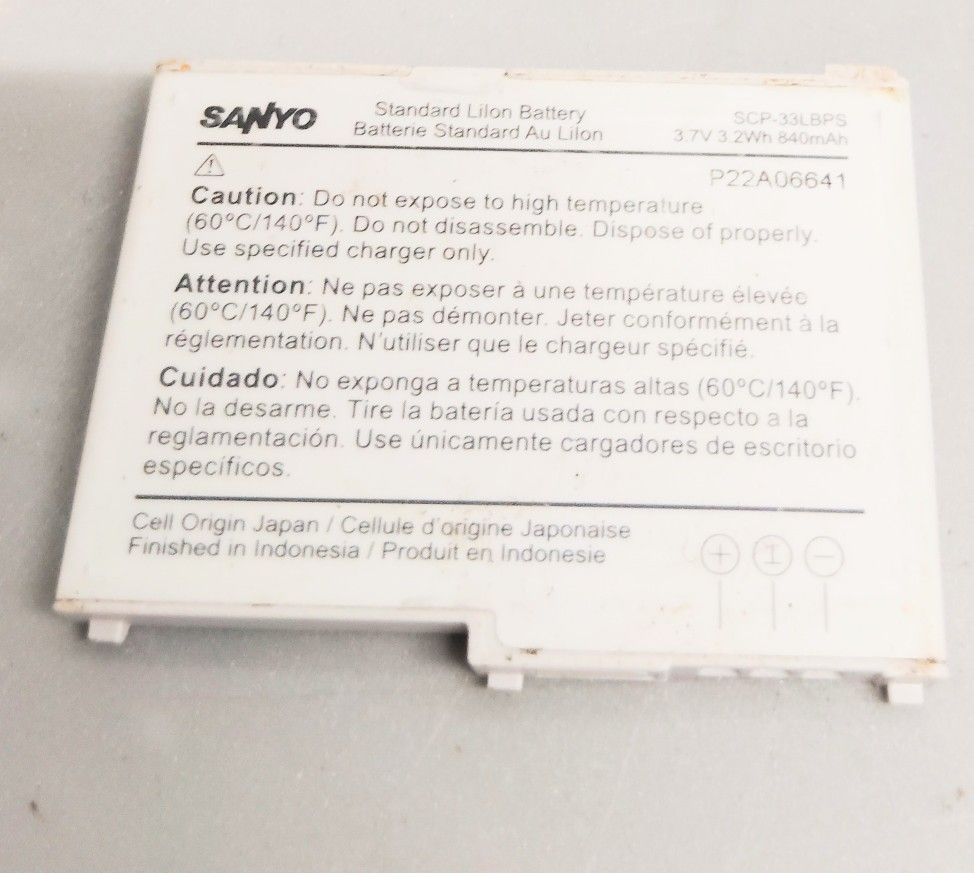 SANYO
Standard LiIon Battery
Batterie Standard Au LiIon
SCP-33LBPS
3.7V 3.2Wh 840mAh
P22A06641
Caution: Do not expose to high temperature
(60°C/140°F). Do not disassemble. Dispose of properly.
Use specified charger only.
Attention: Ne pas exposer à une température élevée
(60°C/140°F). Ne pas démonter. Jeter conformément à la
réglementation. N'utiliser que le chargeur spécifié.
Cuidado: No exponga a temperaturas altas (60°C/140°F).
No la desarme. Tire la batería usada con respecto a la
reglamentación. Use únicamente cargadores de escritorio
específicos.
Cell Origin Japan / Cellule d'origine Japonaise
Finished in Indonesia / Produit en Indonesie
+ I −